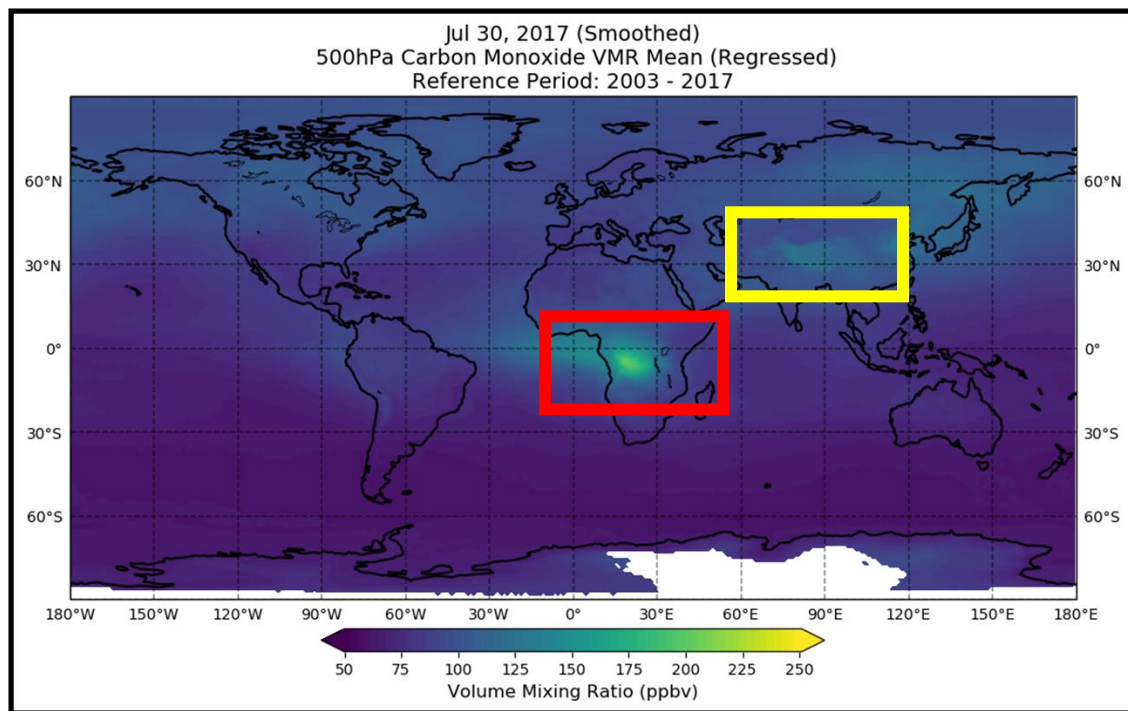 Jul 30, 2017 (Smoothed)
500hPa Carbon Monoxide VMR Mean (Regressed)
Reference Period: 2003 - 2017
60°N 60°N
30°N 30°N
0° 0°
30°S 30°S
60°S 60°S
180°W 150°W 120°W 90°W 60°W 30°W 0° 30°E 60°E 90°E 120°E 150°E 180°E
50 75 100 125 150 175 200 225 250
Volume Mixing Ratio (ppbv)